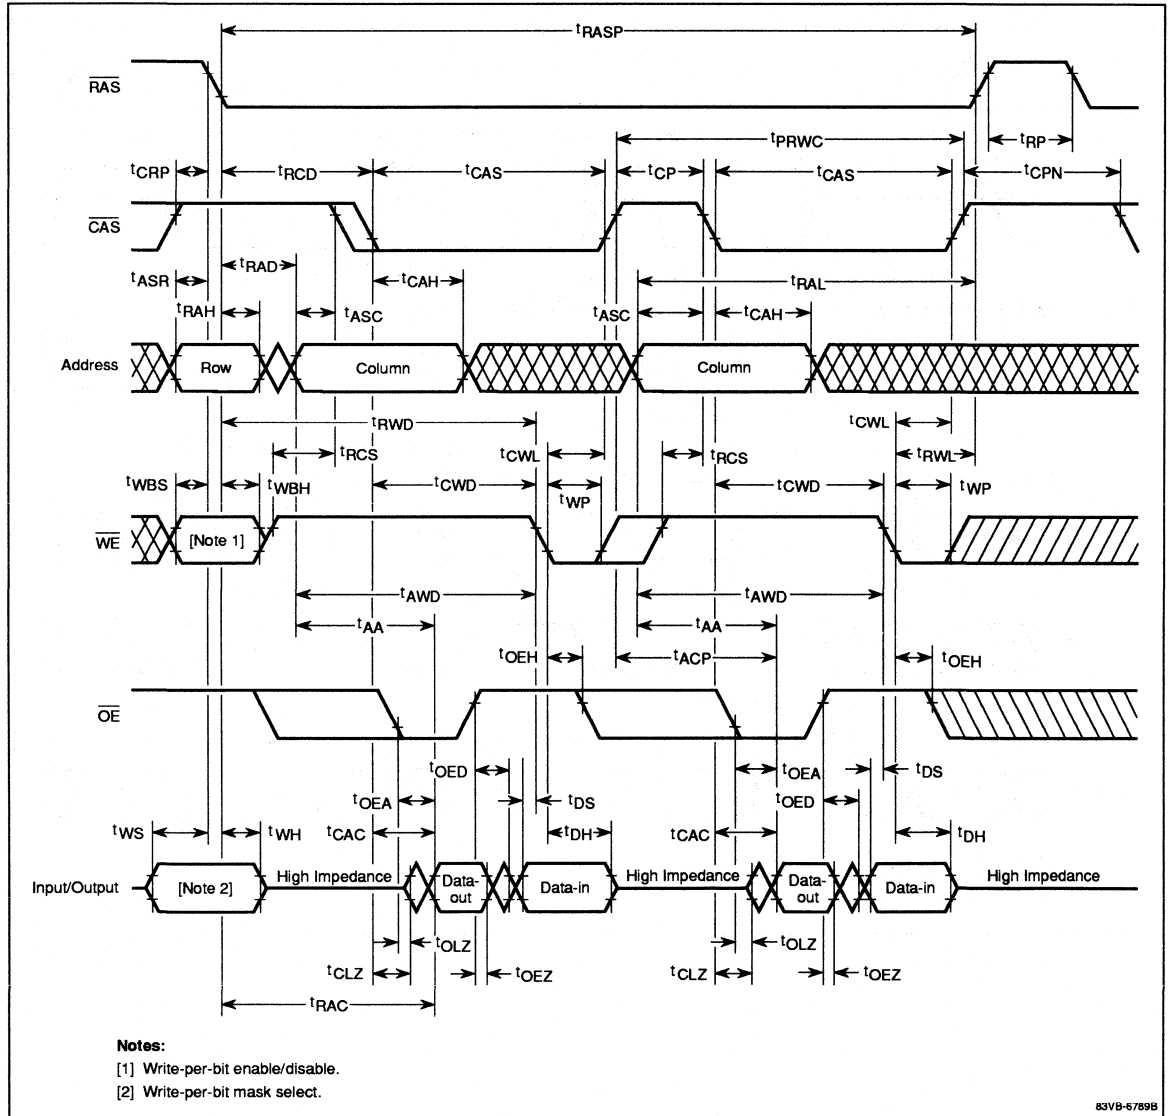 tRASP
RAS
tPRWC
tRP
tCRP
tRCD
tCAS
tCP
tCAS
tCPN
CAS
tASR
tRAD
tCAH
tRAL
tRAH
tASC
tASC
tCAH
Address
Row
Column
Column
tRWD
tCWL
tRCS
tCWL
tRCS
tRWL
tWBS
tWBH
tCWD
tWP
tCWD
tWP
WE
[Note 1]
tAWD
tAWD
tAA
tAA
tOEH
tACP
tOEH
OE
tOED
tOEA
tDS
tOEA
tDS
tOED
tWS
tWH
tCAC
tDH
tCAC
tDH
Input/Output
[Note 2]
High Impedance
Data-
out
Data-in
High Impedance
Data-
out
Data-in
High Impedance
tOLZ
tOLZ
tCLZ
tOEZ
tCLZ
tOEZ
tRAC
Notes:
[1] Write-per-bit enable/disable.
[2] Write-per-bit mask select.
83VB-6789B